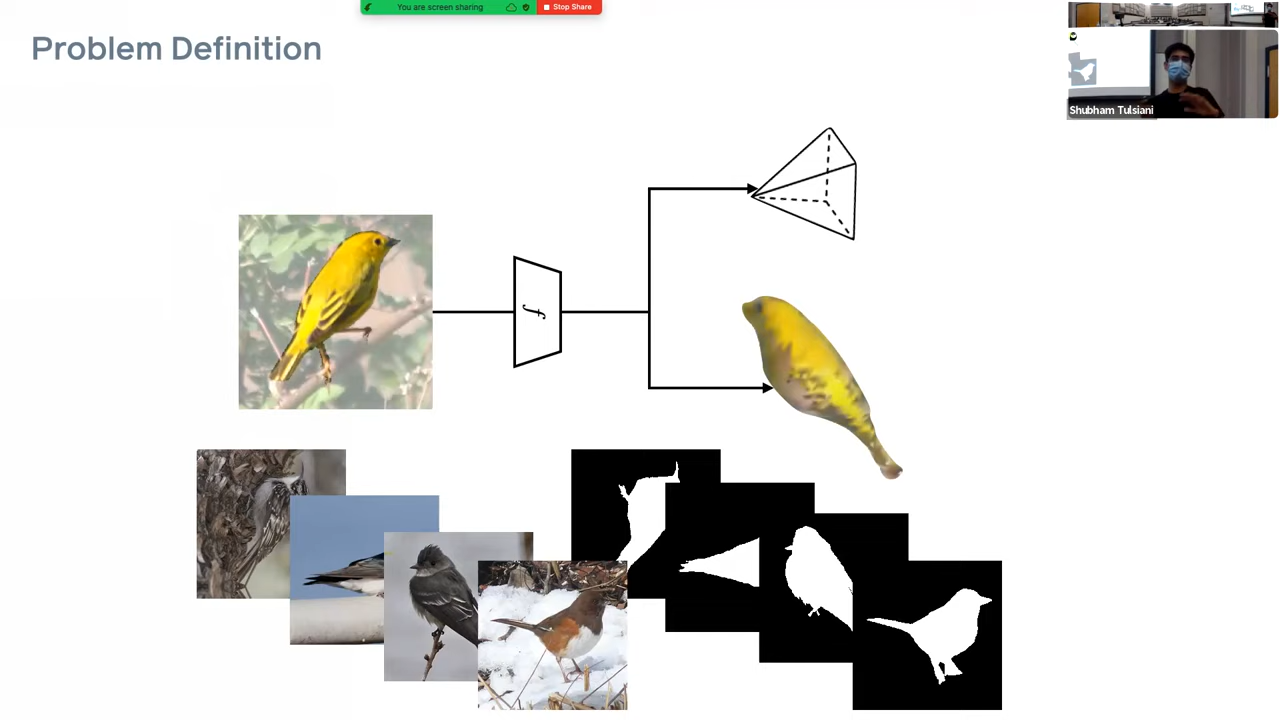 You are screen sharing
Stop Share
Problem Definition
Shubham Tulsiani
f